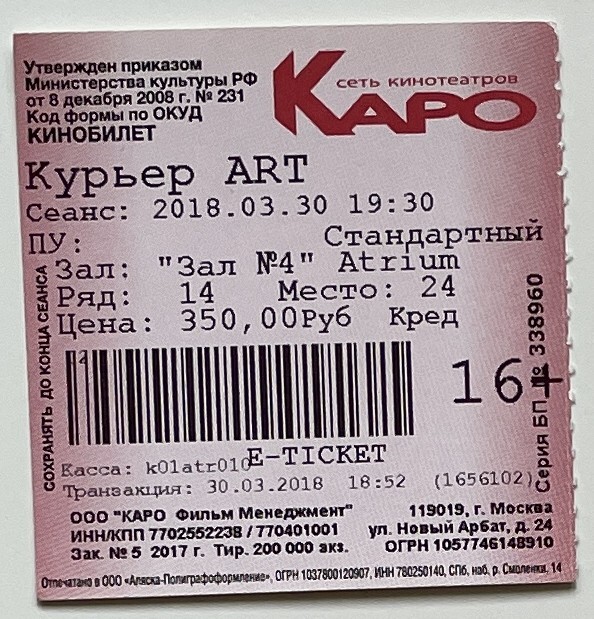 Утвержден приказом
Министерства культуры РФ
от 8 декабря 2008 г. № 231
Код формы по ОКУД
КИНОБИЛЕТ
сеть кинотеатров
КАРО
Курьер ART
Сеанс: 2018.03.30 19:30
ПУ: Стандартный
Зал: "Зал №4" Atrium
Ряд: 14 Место: 24
Цена: 350,00Руб Кред
СОХРАНЯТЬ ДО КОНЦА СЕАНСА
12
16+
Серия БП № 338960
E-TICKET
Касса: k01atr010
Транзакция: 30.03.2018 18:52 (1656102)
ООО "КАРО Фильм Менеджмент" 119019, г. Москва
ИНН/КПП 7702552238 / 770401001 ул. Новый Арбат, д. 24
Зак. № 5 2017 г. Тир. 200 000 экз. ОГРН 1057746148910
Отпечатано в ООО «Аляска-Полиграфоформление», ОГРН 1037800120907, ИНН 780250140, СПб, наб. р. Смоленки, 14